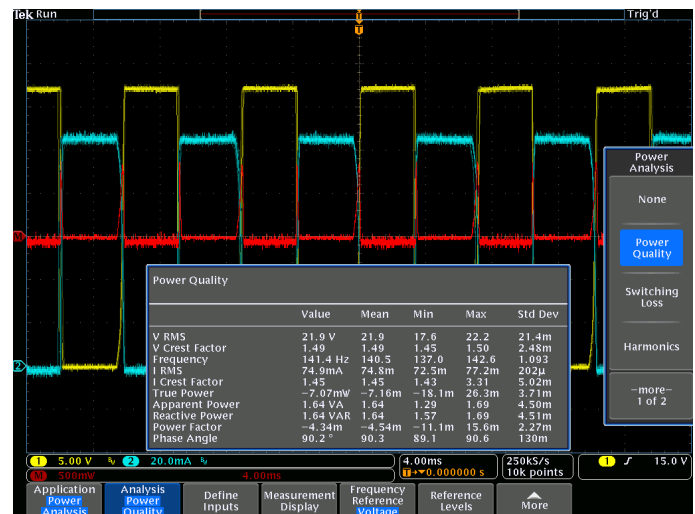 Tek Run Trig'd
T
T
M
2
Power
Analysis
None
Power
Quality
Switching
Loss
Harmonics
-more-
1 of 2
Power Quality
Value Mean Min Max Std Dev
V RMS 21.9 V 21.9 17.6 22.2 21.4m
V Crest Factor 1.49 1.49 1.45 1.50 2.48m
Frequency 141.4 Hz 140.5 137.0 142.6 1.093
I RMS 74.9mA 74.8m 72.5m 77.2m 202µ
I Crest Factor 1.45 1.45 1.43 3.31 5.02m
True Power −7.07mW −7.16m −18.1m 26.3m 3.71m
Apparent Power 1.64 VA 1.64 1.29 1.69 4.50m
Reactive Power 1.64 VAR 1.64 1.57 1.69 4.51m
Power Factor −4.34m −4.54m −11.1m 15.6m 2.27m
Phase Angle 90.2 ° 90.3 89.1 90.6 130m
1 5.00 V 2 20.0mA 4.00ms 250kS/s 1 15.0 V
M 500mW 4.00ms T→▼0.000000 s 10k points
Application
Power
Analysis
Analysis
Power
Quality
Define
Inputs
Measurement
Display
Frequency
Reference
Voltage
Reference
Levels
More